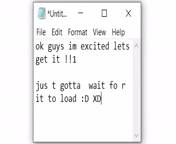 *Untit...
File Edit Format View Help
ok guys im excited lets
get it !!1
jus t gotta  wait fo r
it to load :D XD